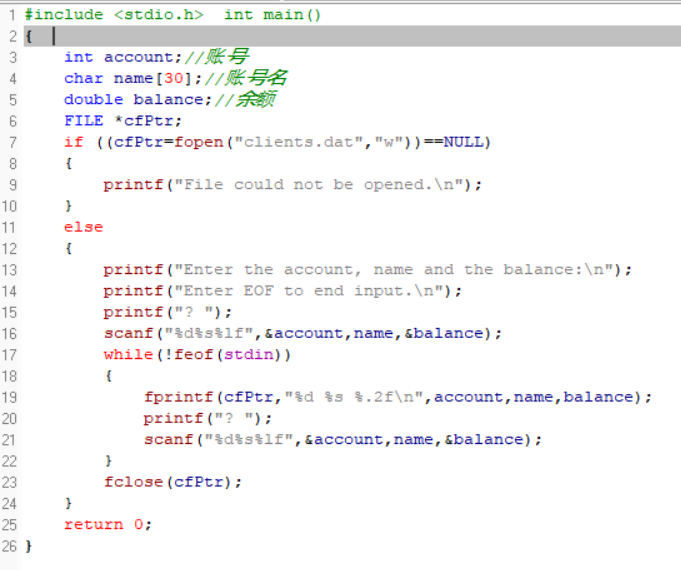 1 #include <stdio.h>  int main()
2 {
3     int account;//账号
4     char name[30];//账号名
5     double balance;//余额
6     FILE *cfPtr;
7     if ((cfPtr=fopen("clients.dat","w"))==NULL)
8     {
9         printf("File could not be opened.\n");
10     }
11     else
12     {
13         printf("Enter the account, name and the balance:\n");
14         printf("Enter EOF to end input.\n");
15         printf("? ");
16         scanf("%d%s%lf",&account,name,&balance);
17         while(!feof(stdin))
18         {
19             fprintf(cfPtr,"%d %s %.2f\n",account,name,balance);
20             printf("? ");
21             scanf("%d%s%lf",&account,name,&balance);
22         }
23         fclose(cfPtr);
24     }
25     return 0;
26 }